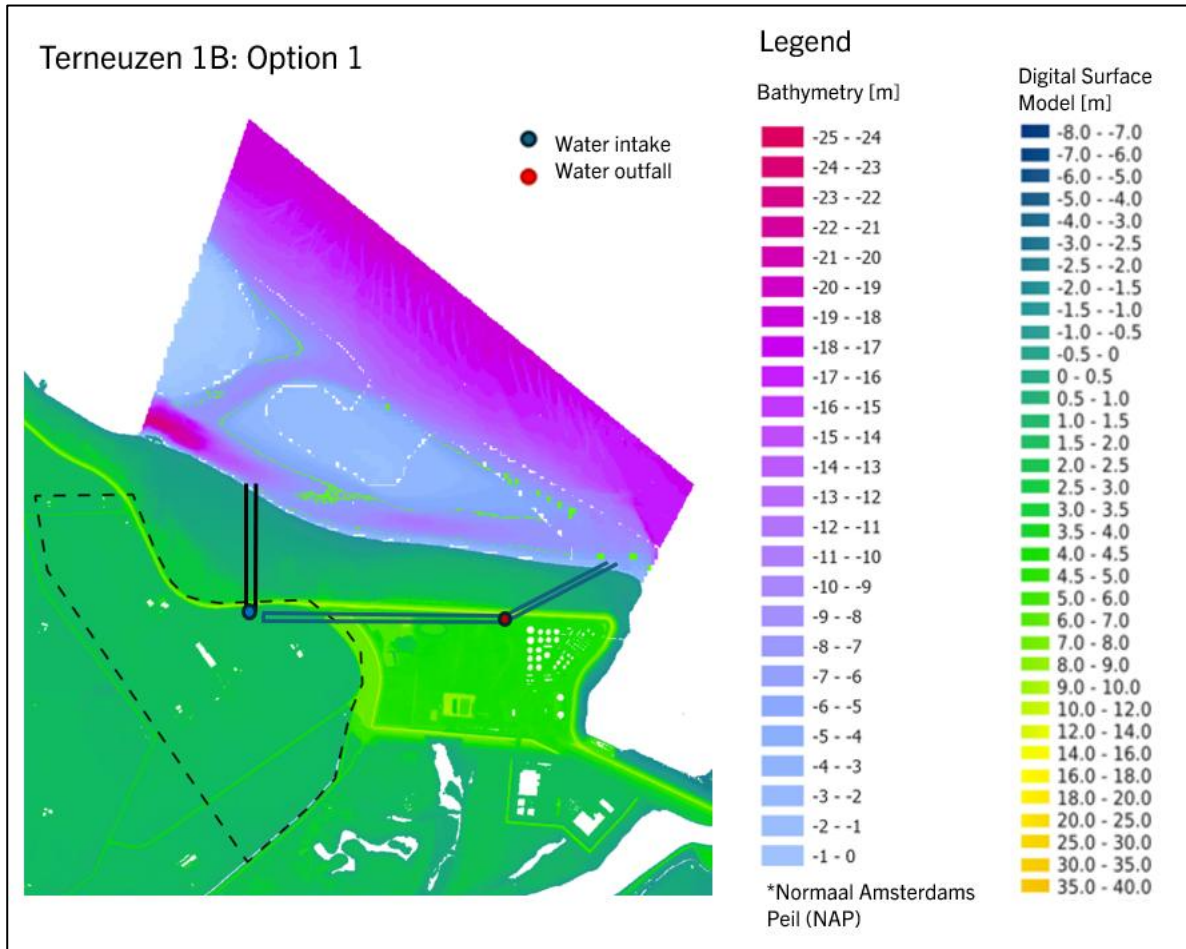 Terneuzen 1B: Option 1
Water intake
Water outfall
Legend
Bathymetry [m]
-25 - -24
-24 - -23
-23 - -22
-22 - -21
-21 - -20
-20 - -19
-19 - -18
-18 - -17
-17 - -16
-16 - -15
-15 - -14
-14 - -13
-13 - -12
-12 - -11
-11 - -10
-10 - -9
-9 - -8
-8 - -7
-7 - -6
-6 - -5
-5 - -4
-4 - -3
-3 - -2
-2 - -1
-1 - 0
*Normaal Amsterdams
Peil (NAP)
Digital Surface
Model [m]
-8.0 - -7.0
-7.0 - -6.0
-6.0 - -5.0
-5.0 - -4.0
-4.0 - -3.0
-3.0 - -2.5
-2.5 - -2.0
-2.0 - -1.5
-1.5 - -1.0
-1.0 - -0.5
-0.5 - 0
0 - 0.5
0.5 - 1.0
1.0 - 1.5
1.5 - 2.0
2.0 - 2.5
2.5 - 3.0
3.0 - 3.5
3.5 - 4.0
4.0 - 4.5
4.5 - 5.0
5.0 - 6.0
6.0 - 7.0
7.0 - 8.0
8.0 - 9.0
9.0 - 10.0
10.0 - 12.0
12.0 - 14.0
14.0 - 16.0
16.0 - 18.0
18.0 - 20.0
20.0 - 25.0
25.0 - 30.0
30.0 - 35.0
35.0 - 40.0